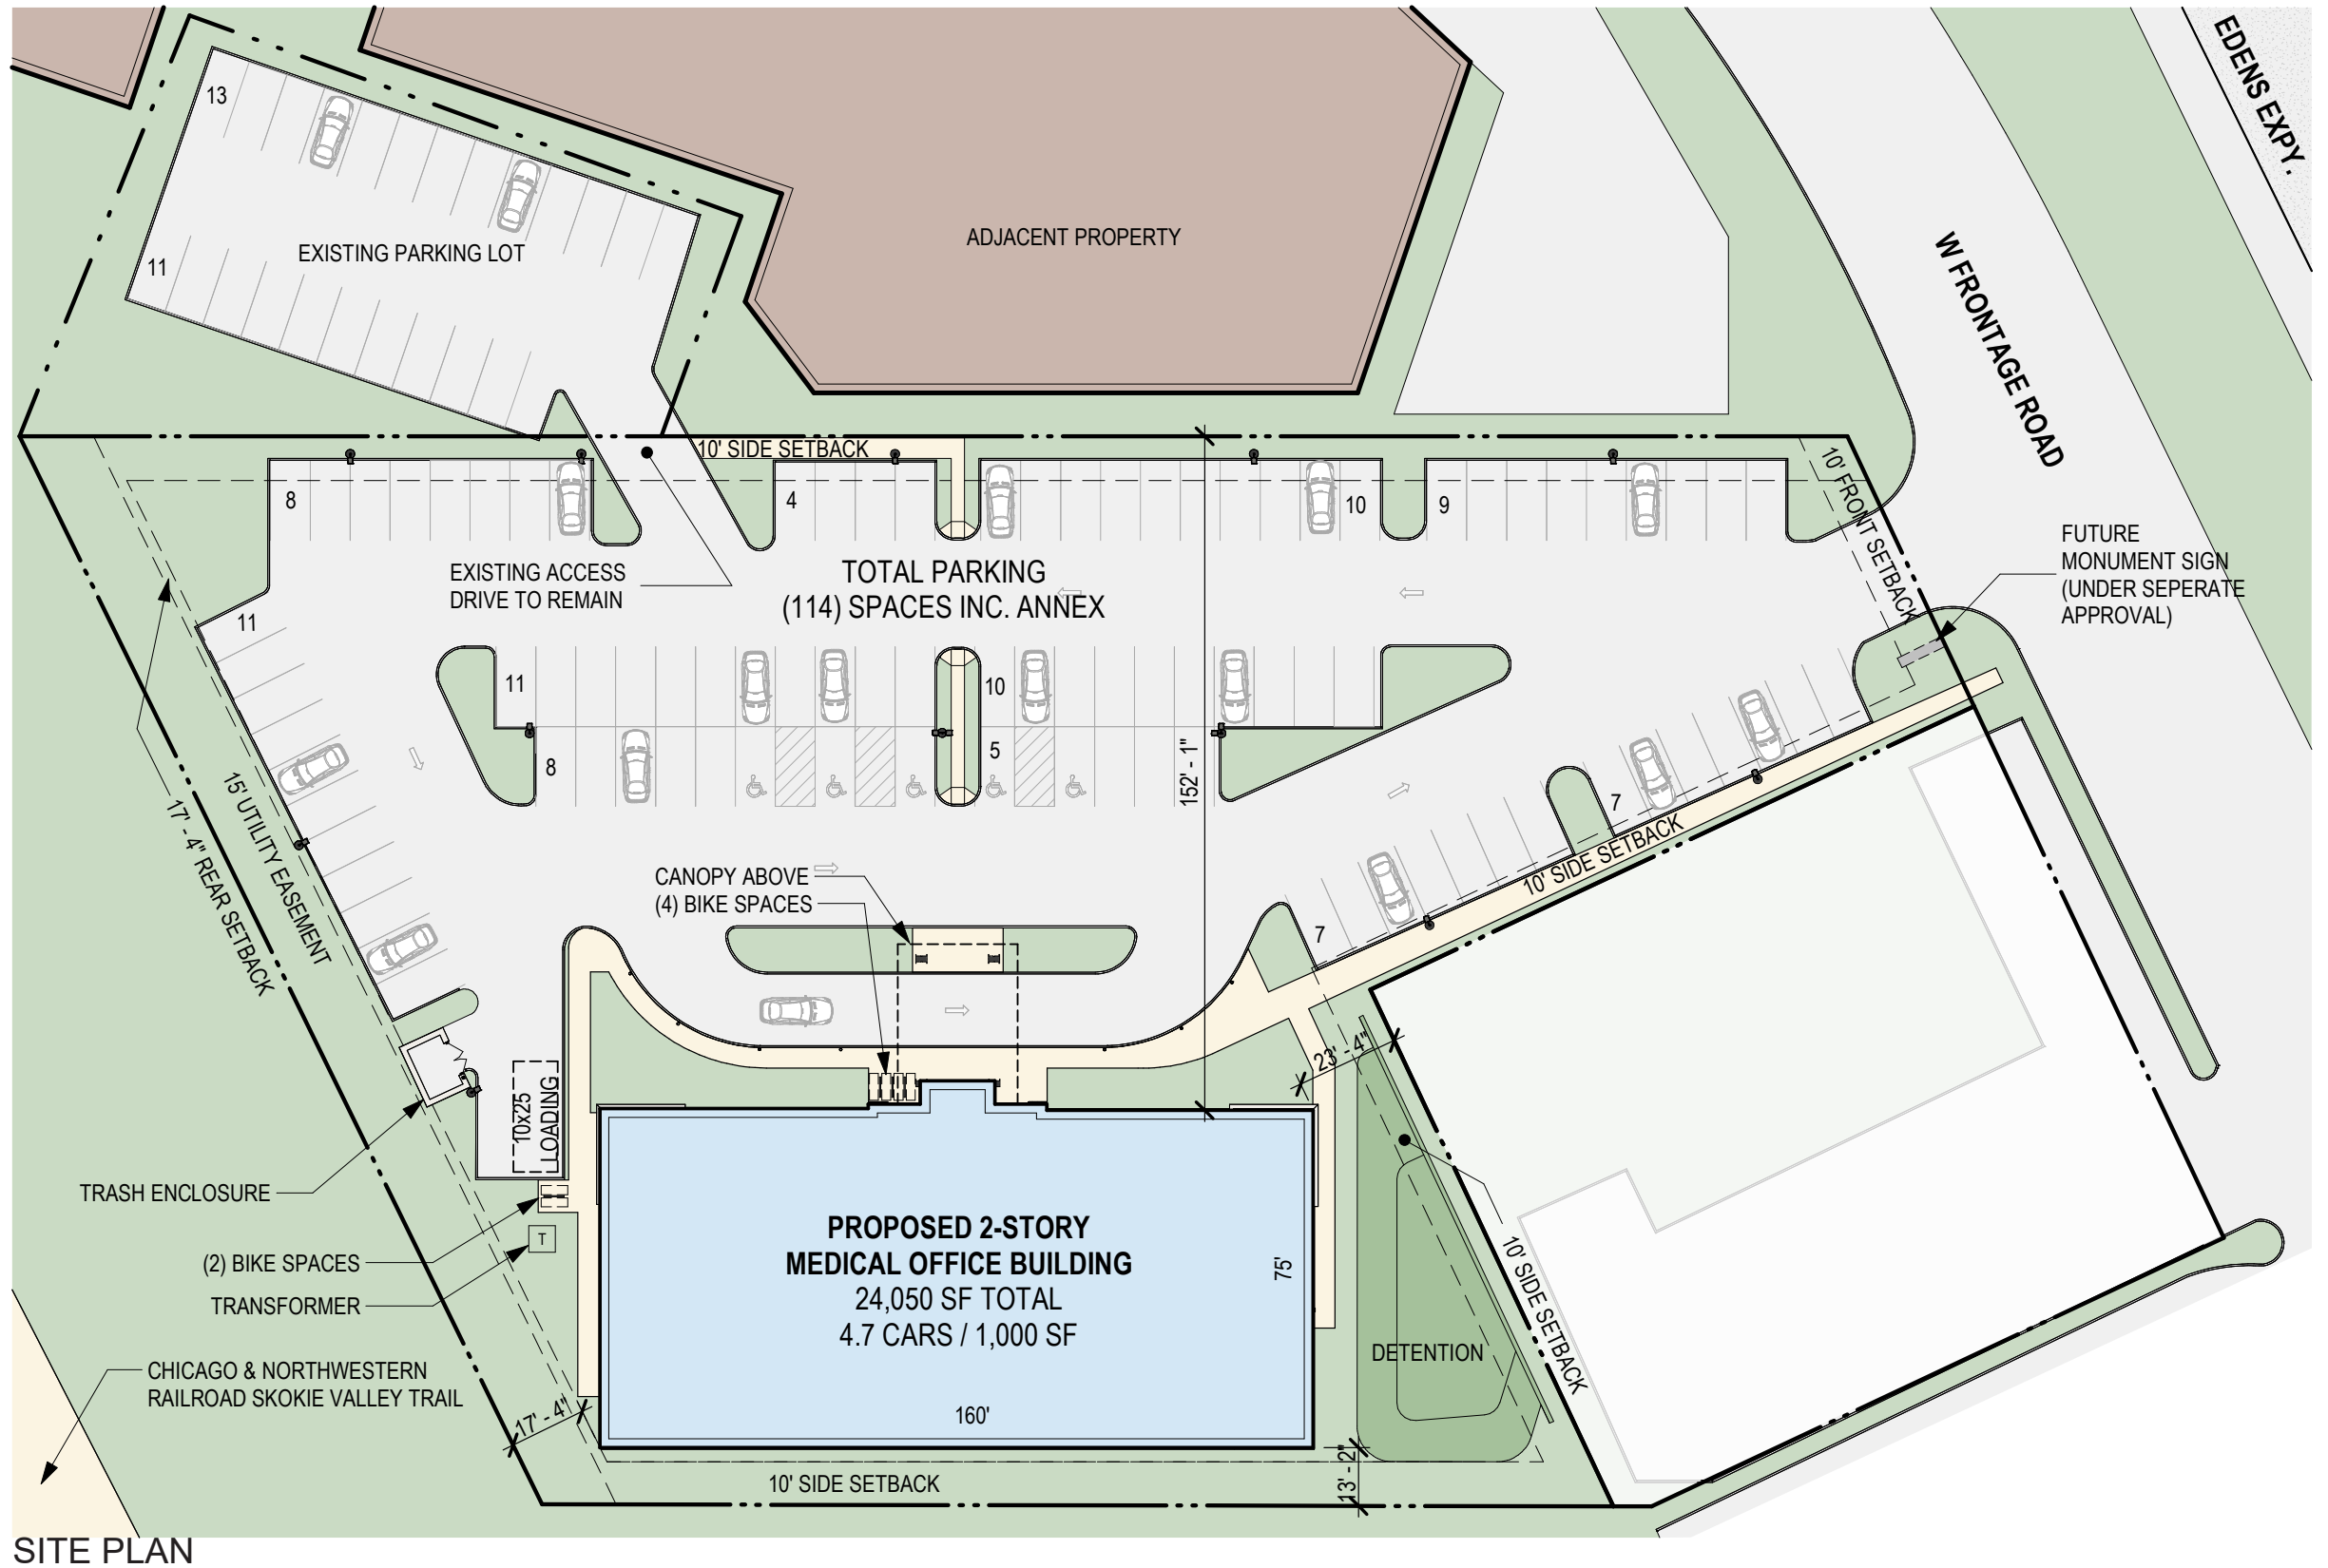 EDENS EXPY.
13
ADJACENT PROPERTY
EXISTING PARKING LOT
11
W FRONTAGE ROAD
10' SIDE SETBACK
10' FRONT SETBACK
8
4
10
9
FUTURE
MONUMENT SIGN
(UNDER SEPERATE
APPROVAL)
EXISTING ACCESS
DRIVE TO REMAIN
TOTAL PARKING
(114) SPACES INC. ANNEX
11
11
10
8
5
152' - 1"
7
15' UTILITY EASEMENT
17' - 4" REAR SETBACK
10' SIDE SETBACK
CANOPY ABOVE
(4) BIKE SPACES
7
23' - 4"
10x25
LOADING
TRASH ENCLOSURE
(2) BIKE SPACES
T
TRANSFORMER
PROPOSED 2-STORY
MEDICAL OFFICE BUILDING
24,050 SF TOTAL
4.7 CARS / 1,000 SF
75'
160'
10' SIDE SETBACK
DETENTION
CHICAGO & NORTHWESTERN
RAILROAD SKOKIE VALLEY TRAIL
17' - 4"
10' SIDE SETBACK
13' - 2"
SITE PLAN